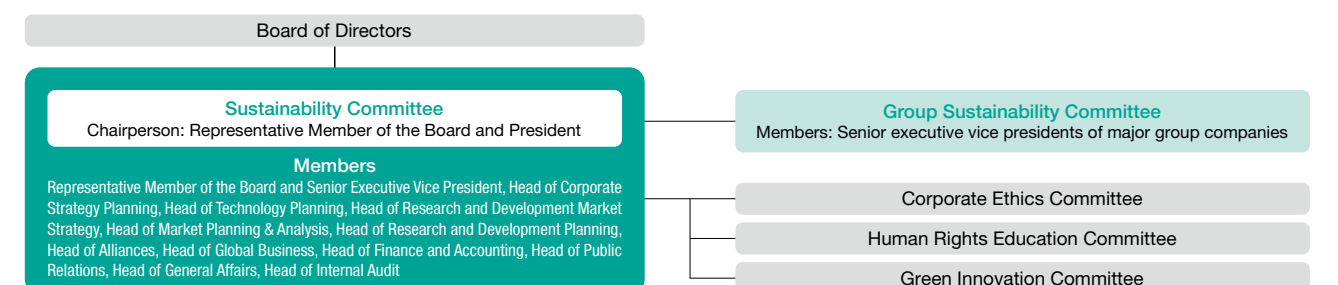 Board of Directors
Sustainability Committee
Chairperson: Representative Member of the Board and President
Members
Representative Member of the Board and Senior Executive Vice President, Head of Corporate
Strategy Planning, Head of Technology Planning, Head of Research and Development Market
Strategy, Head of Market Planning & Analysis, Head of Research and Development Planning,
Head of Alliances, Head of Global Business, Head of Finance and Accounting, Head of Public
Relations, Head of General Affairs, Head of Internal Audit
Group Sustainability Committee
Members: Senior executive vice presidents of major group companies
Corporate Ethics Committee
Human Rights Education Committee
Green Innovation Committee